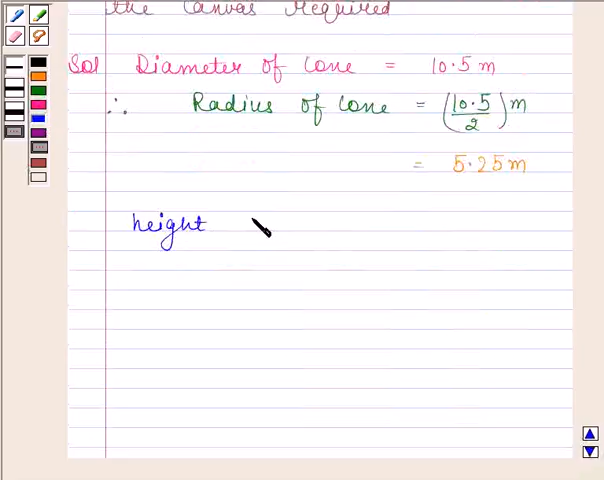 the Canvas Required
Sol Diameter of Cone = 10.5 m
∴ Radius of Cone = (10.5/2) m
= 5.25 m
height